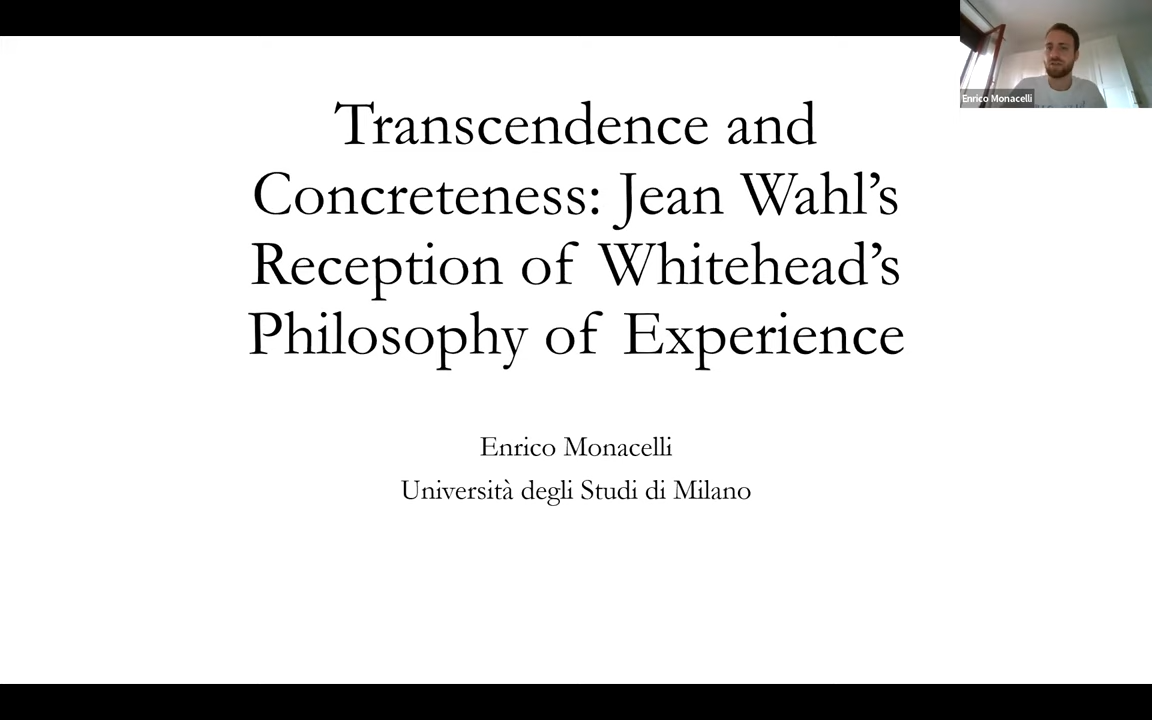 Transcendence and
Concreteness: Jean Wahl’s
Reception of Whitehead’s
Philosophy of Experience
Enrico Monacelli
Università degli Studi di Milano
Enrico Monacelli